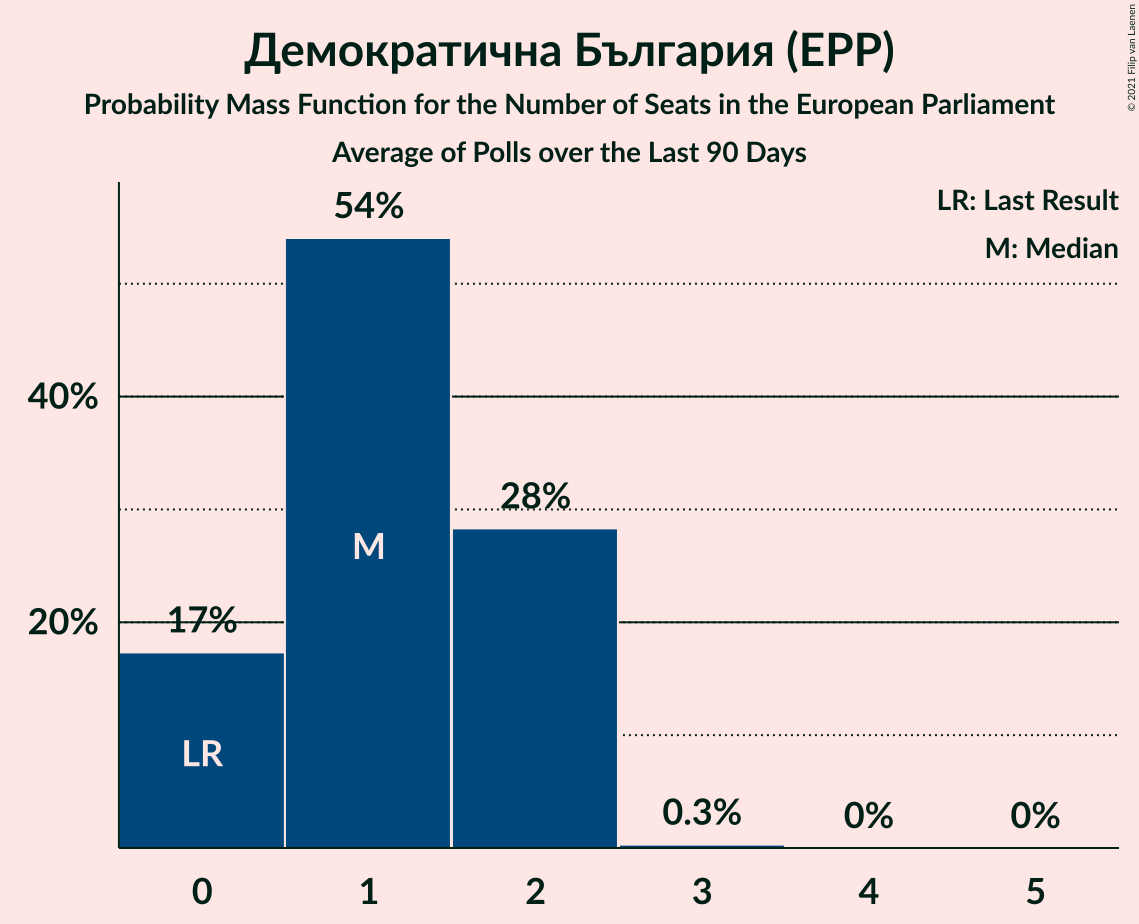 Демократична България (EPP)
Probability Mass Function for the Number of Seats in the European Parliament
Average of Polls over the Last 90 Days
© 2021 Filip van Laenen
LR: Last Result
M: Median
54%
40%
28%
M
20%
17%
LR
0.3%
0%
0%
0
1
2
3
4
5